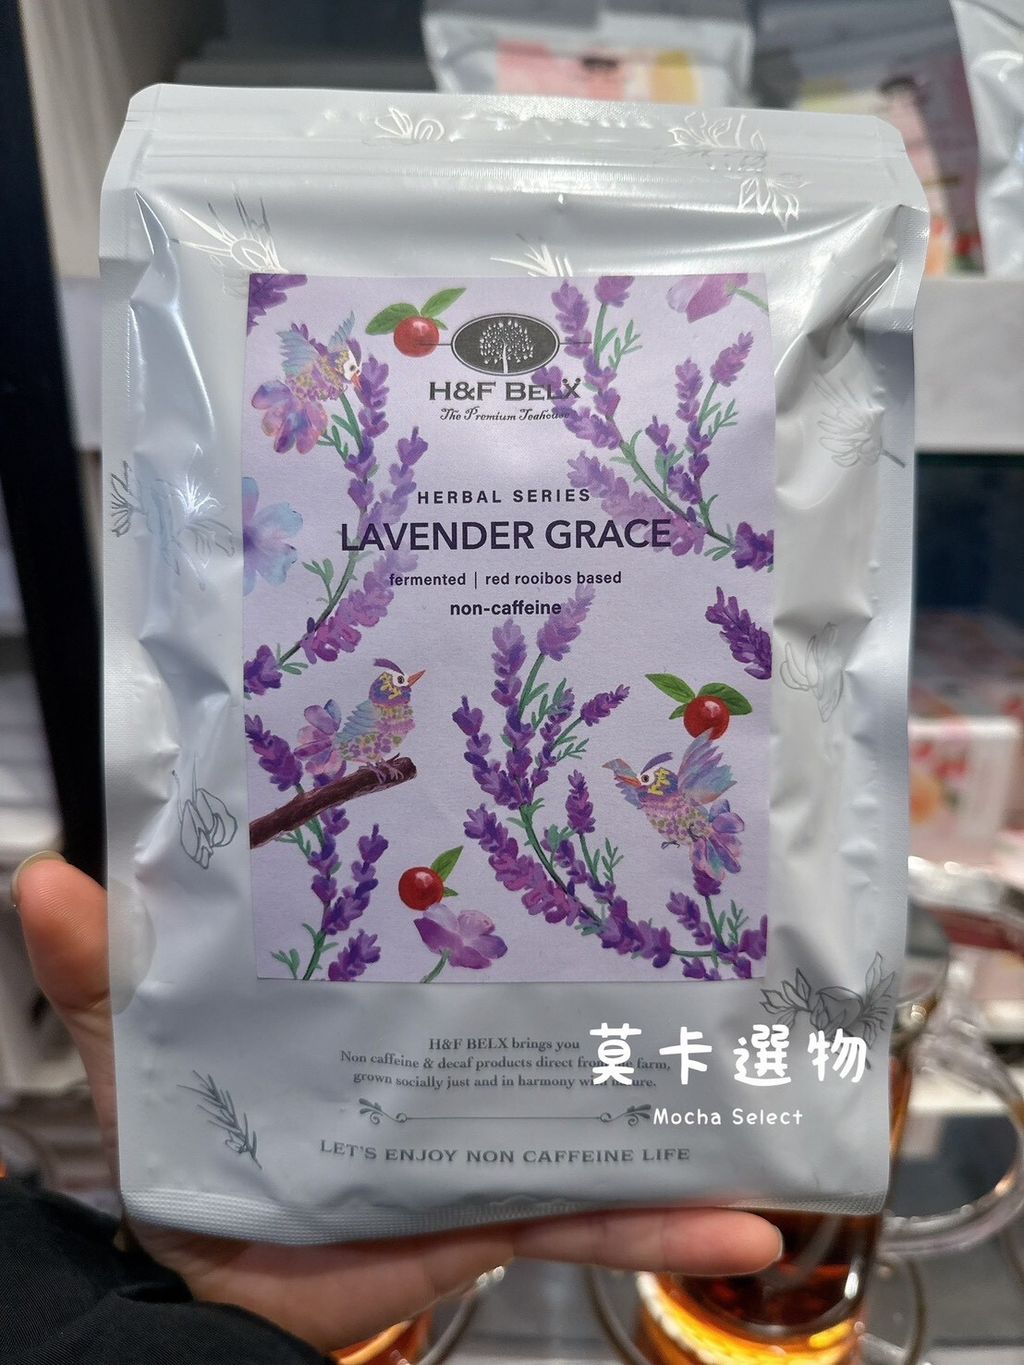 H&F BELX
The Premium Teahouse
HERBAL SERIES
LAVENDER GRACE
fermented | red rooibos based
non-caffeine
H&F BELX brings you
Non caffeine & decaf products direct from farm,
grown socially just and in harmony
莫卡選物
Mocha Select
LET'S ENJOY NON CAFFEINE LIFE